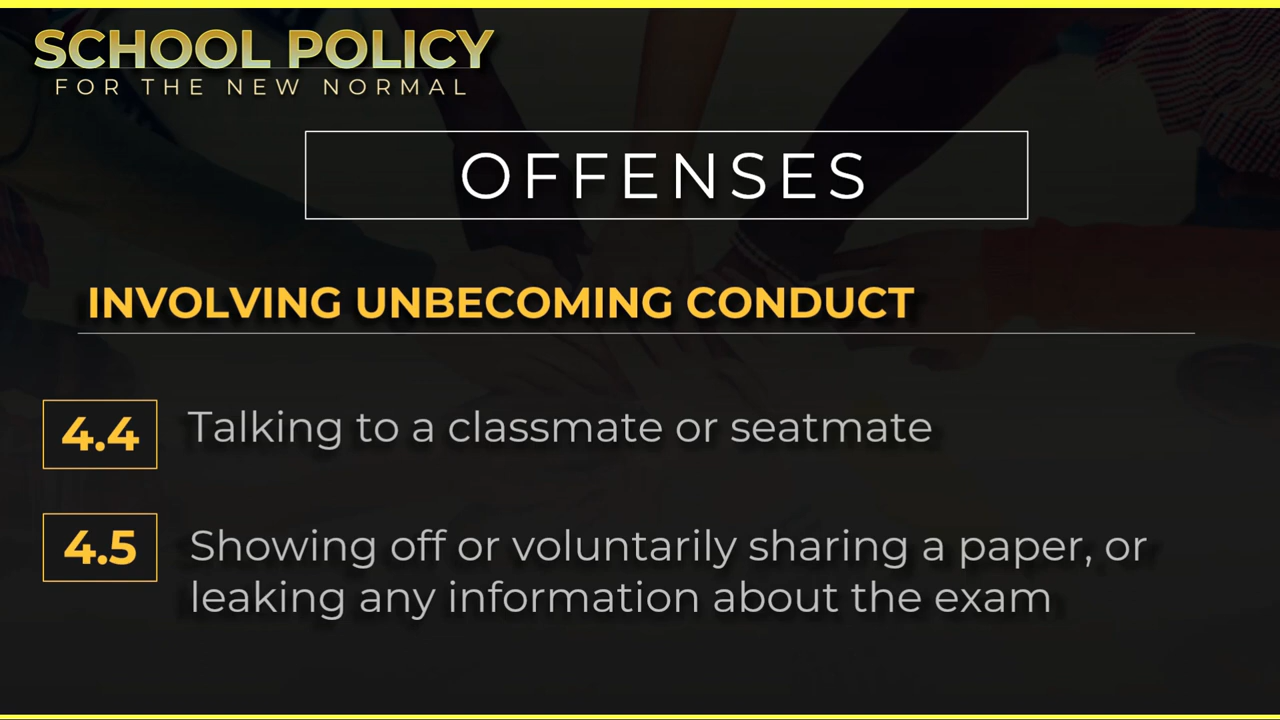 SCHOOL POLICY
FOR THE NEW NORMAL
OFFENSES
INVOLVING UNBECOMING CONDUCT
4.4 Talking to a classmate or seatmate
4.5 Showing off or voluntarily sharing a paper, or
leaking any information about the exam